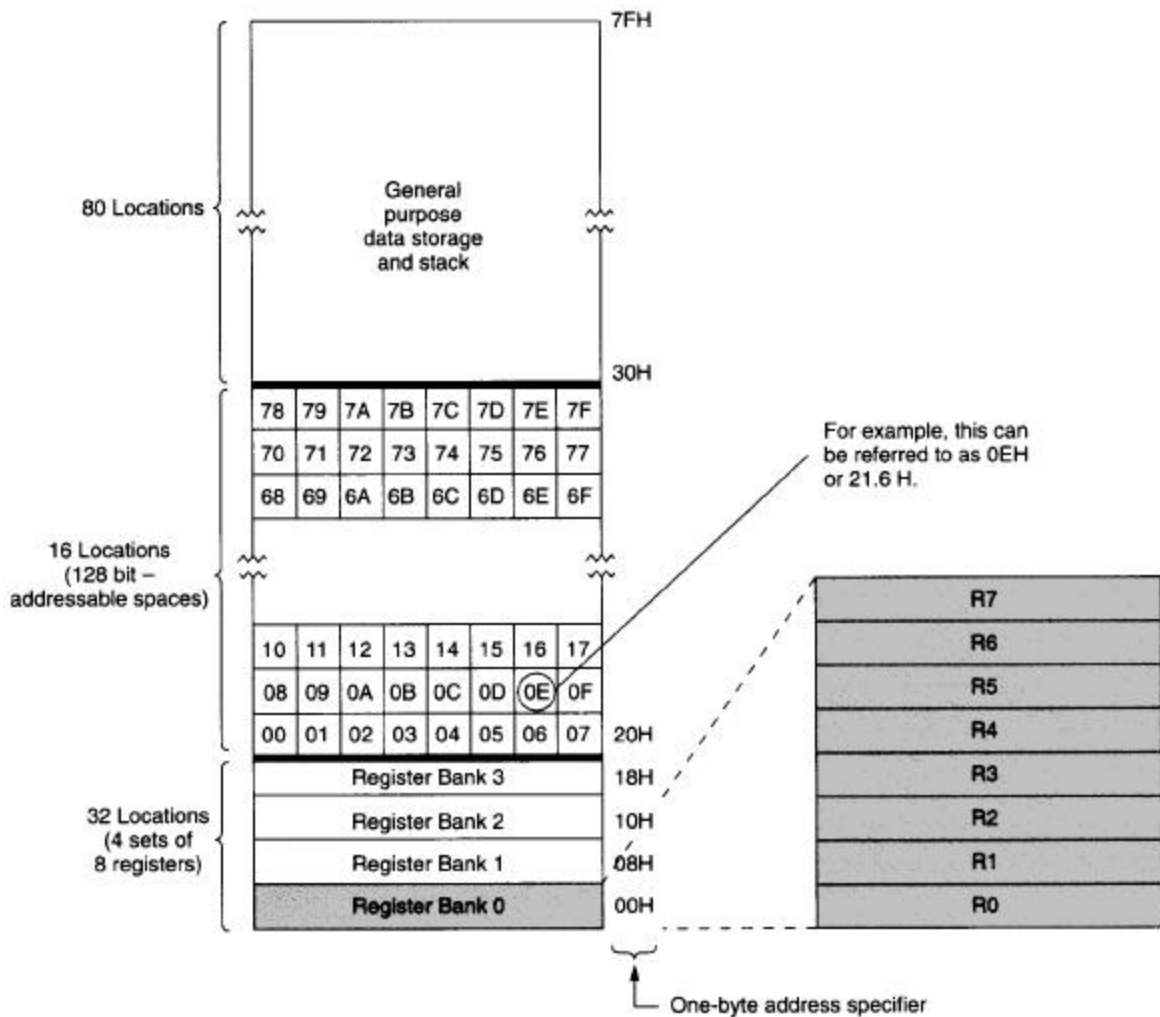 7FH
80 Locations
General
purpose
data storage
and stack
30H
78 79 7A 7B 7C 7D 7E 7F
70 71 72 73 74 75 76 77
68 69 6A 6B 6C 6D 6E 6F
For example, this can
be referred to as 0EH
or 21.6 H.
16 Locations
(128 bit –
addressable spaces)
10 11 12 13 14 15 16 17
08 09 0A 0B 0C 0D 0E 0F
00 01 02 03 04 05 06 07
20H
32 Locations
(4 sets of
8 registers)
Register Bank 3
18H
Register Bank 2
10H
Register Bank 1
08H
Register Bank 0
00H
R7
R6
R5
R4
R3
R2
R1
R0
One-byte address specifier